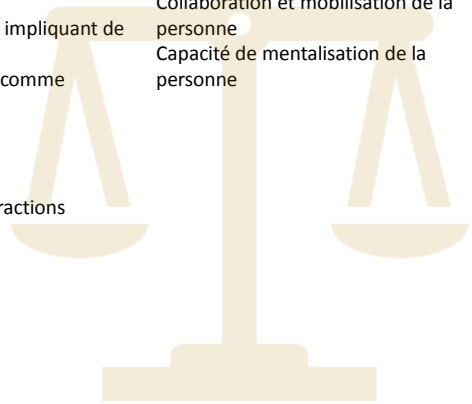 Collaboration et mobilisation de la
impliquant de
personne
Capacité de mentalisation de la
comme
personne
ractions